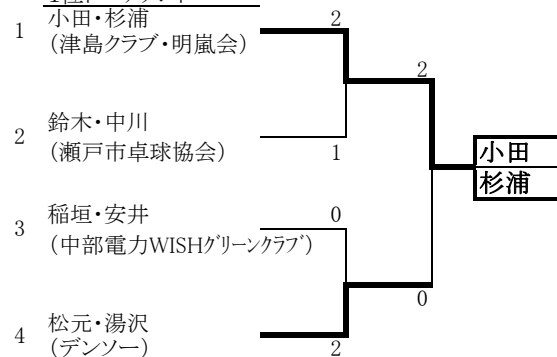 1
小田・杉浦
(津島クラブ・明嵐会)
2
2
鈴木・中川
(瀬戸市卓球協会)
1
2
小田
杉浦
3
稲垣・安井
(中部電力WISHグリーンクラブ)
0
0
4
松元・湯沢
(デンソー)
2